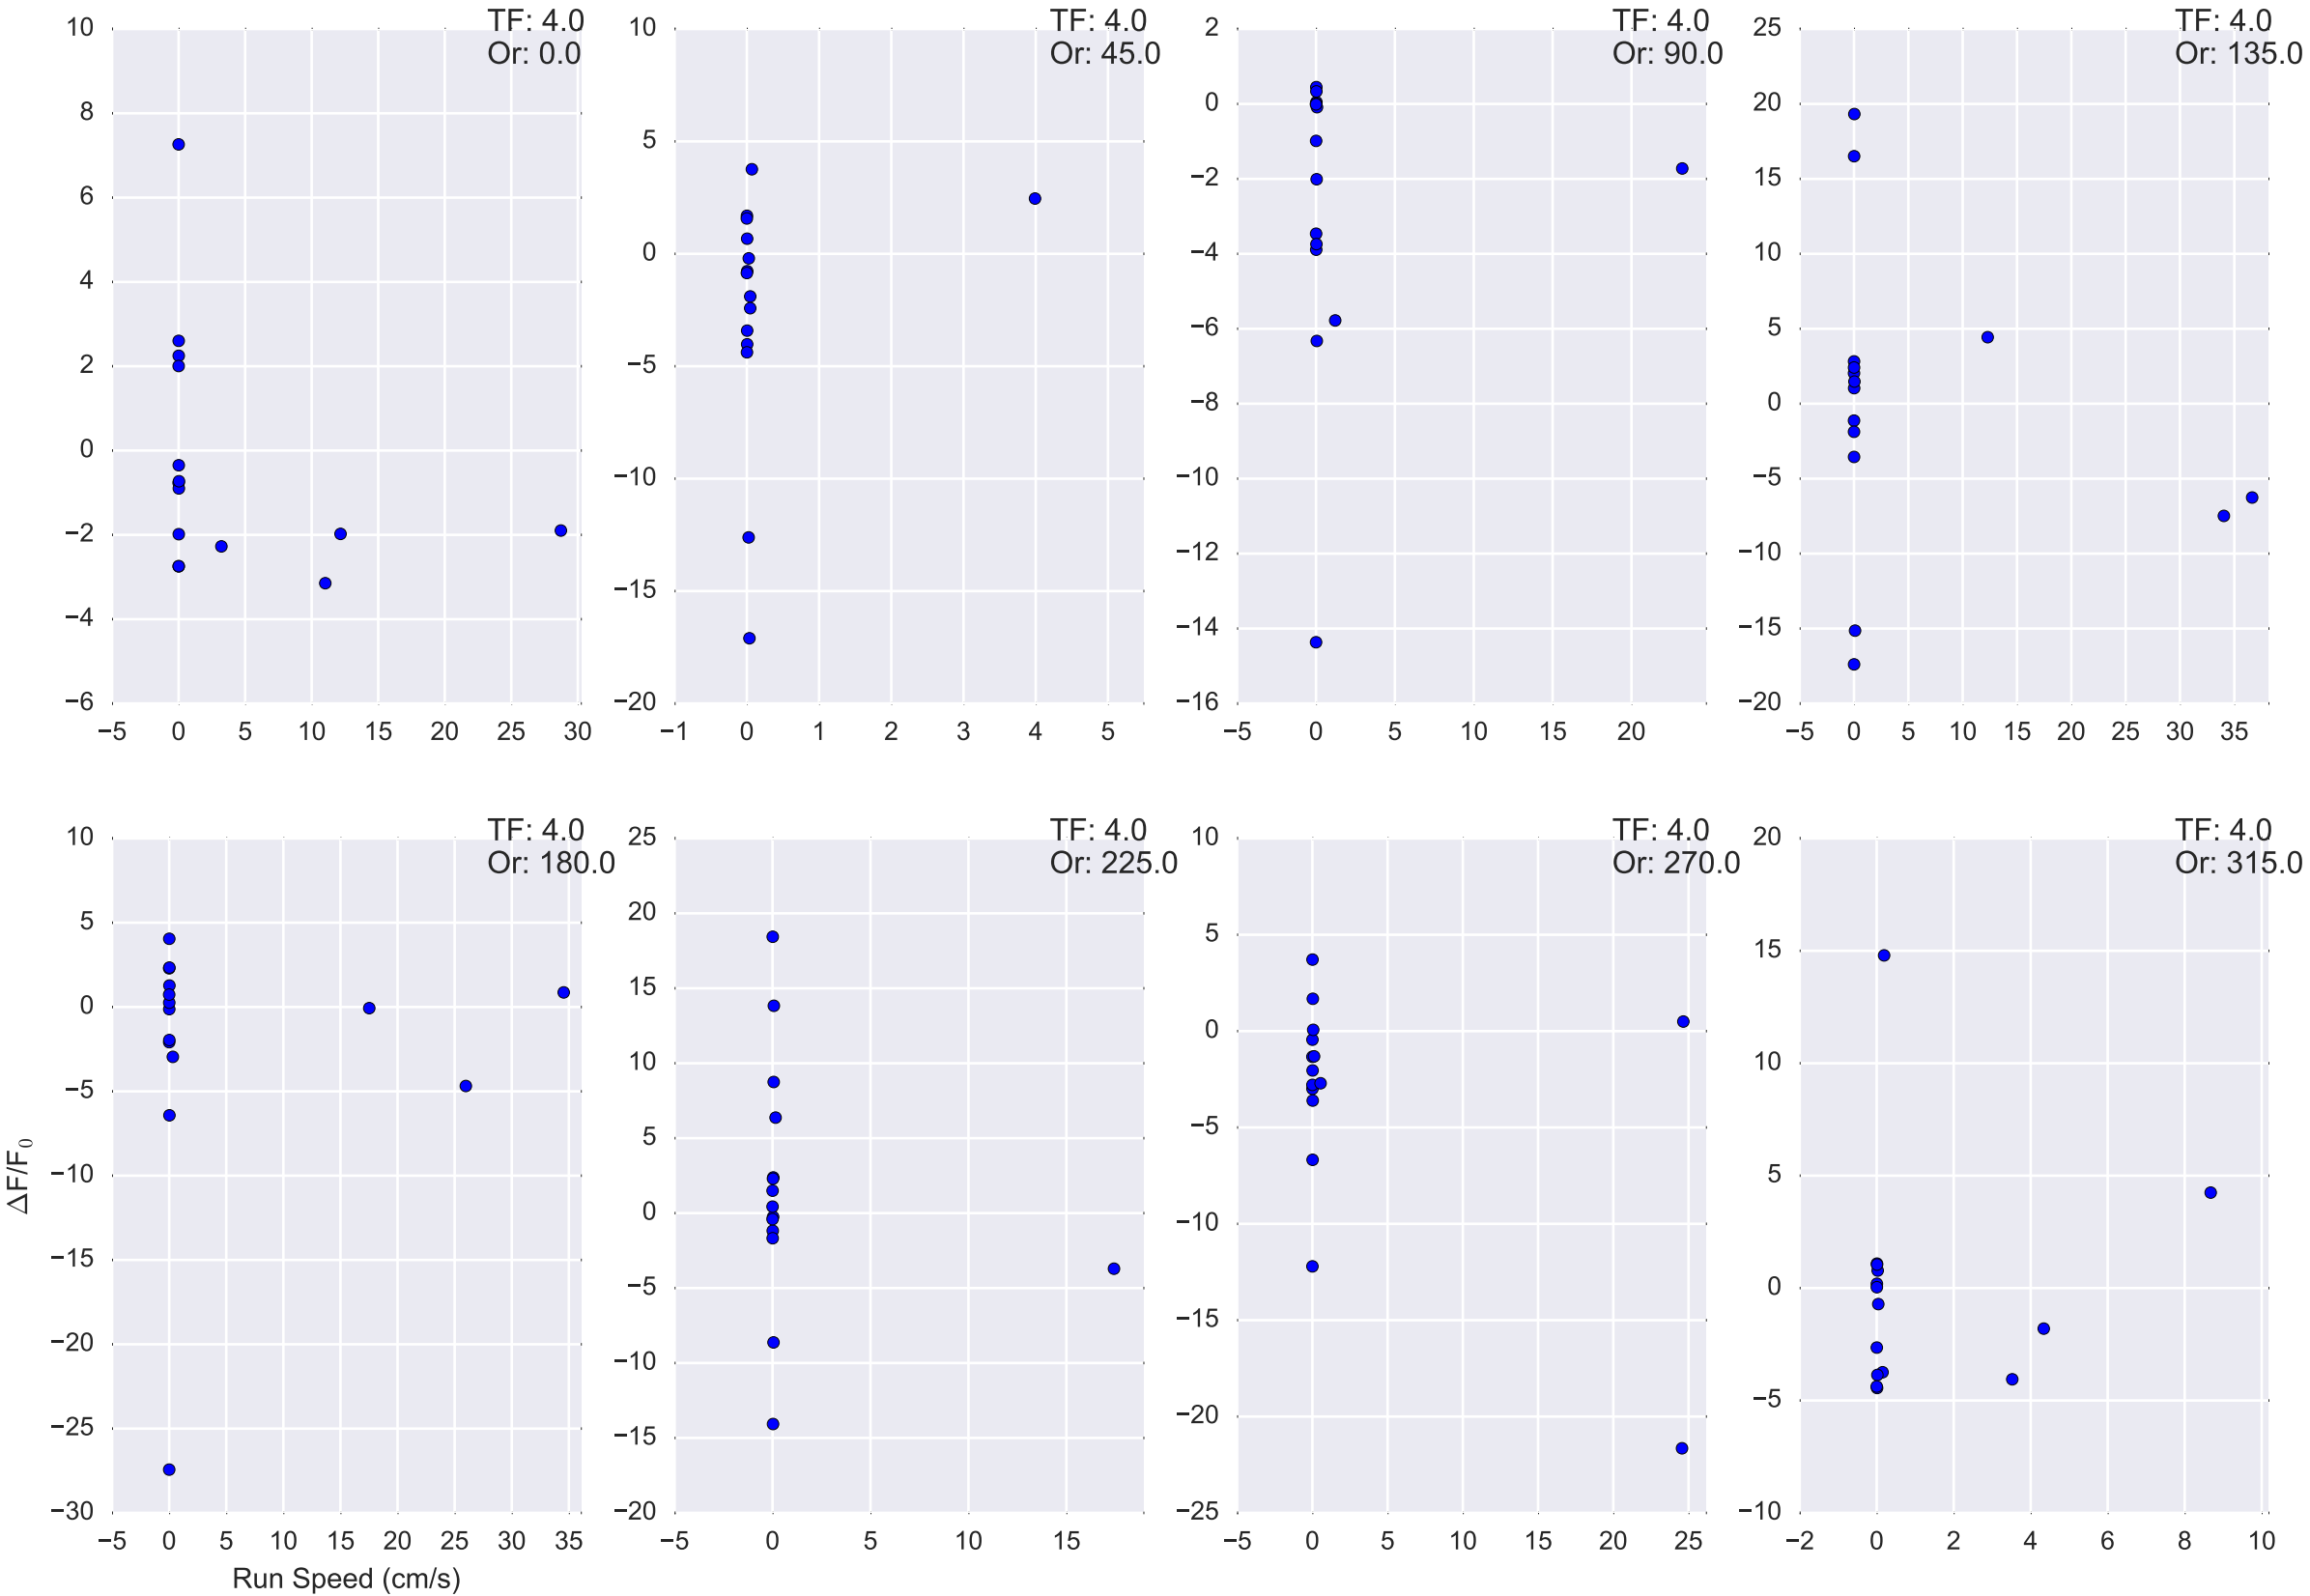 TF: 4.0
Or: 0.0
10
8
6
4
2
0
−2
−4
−6
−5 0 5 10 15 20 25 30
TF: 4.0
Or: 45.0
10
5
0
−5
−10
−15
−20
−1 0 1 2 3 4 5
TF: 4.0
Or: 90.0
2
0
−2
−4
−6
−8
−10
−12
−14
−16
−5 0 5 10 15 20
TF: 4.0
Or: 135.0
25
20
15
10
5
0
−5
−10
−15
−20
−5 0 5 10 15 20 25 30 35
TF: 4.0
Or: 180.0
10
5
0
−5
−10
−15
−20
−25
−30
−5 0 5 10 15 20 25 30 35
ΔF/F₀
Run Speed (cm/s)
TF: 4.0
Or: 225.0
25
20
15
10
5
0
−5
−10
−15
−20
−5 0 5 10 15
TF: 4.0
Or: 270.0
10
5
0
−5
−10
−15
−20
−25
−5 0 5 10 15 20 25
TF: 4.0
Or: 315.0
20
15
10
5
0
−5
−10
−2 0 2 4 6 8 10